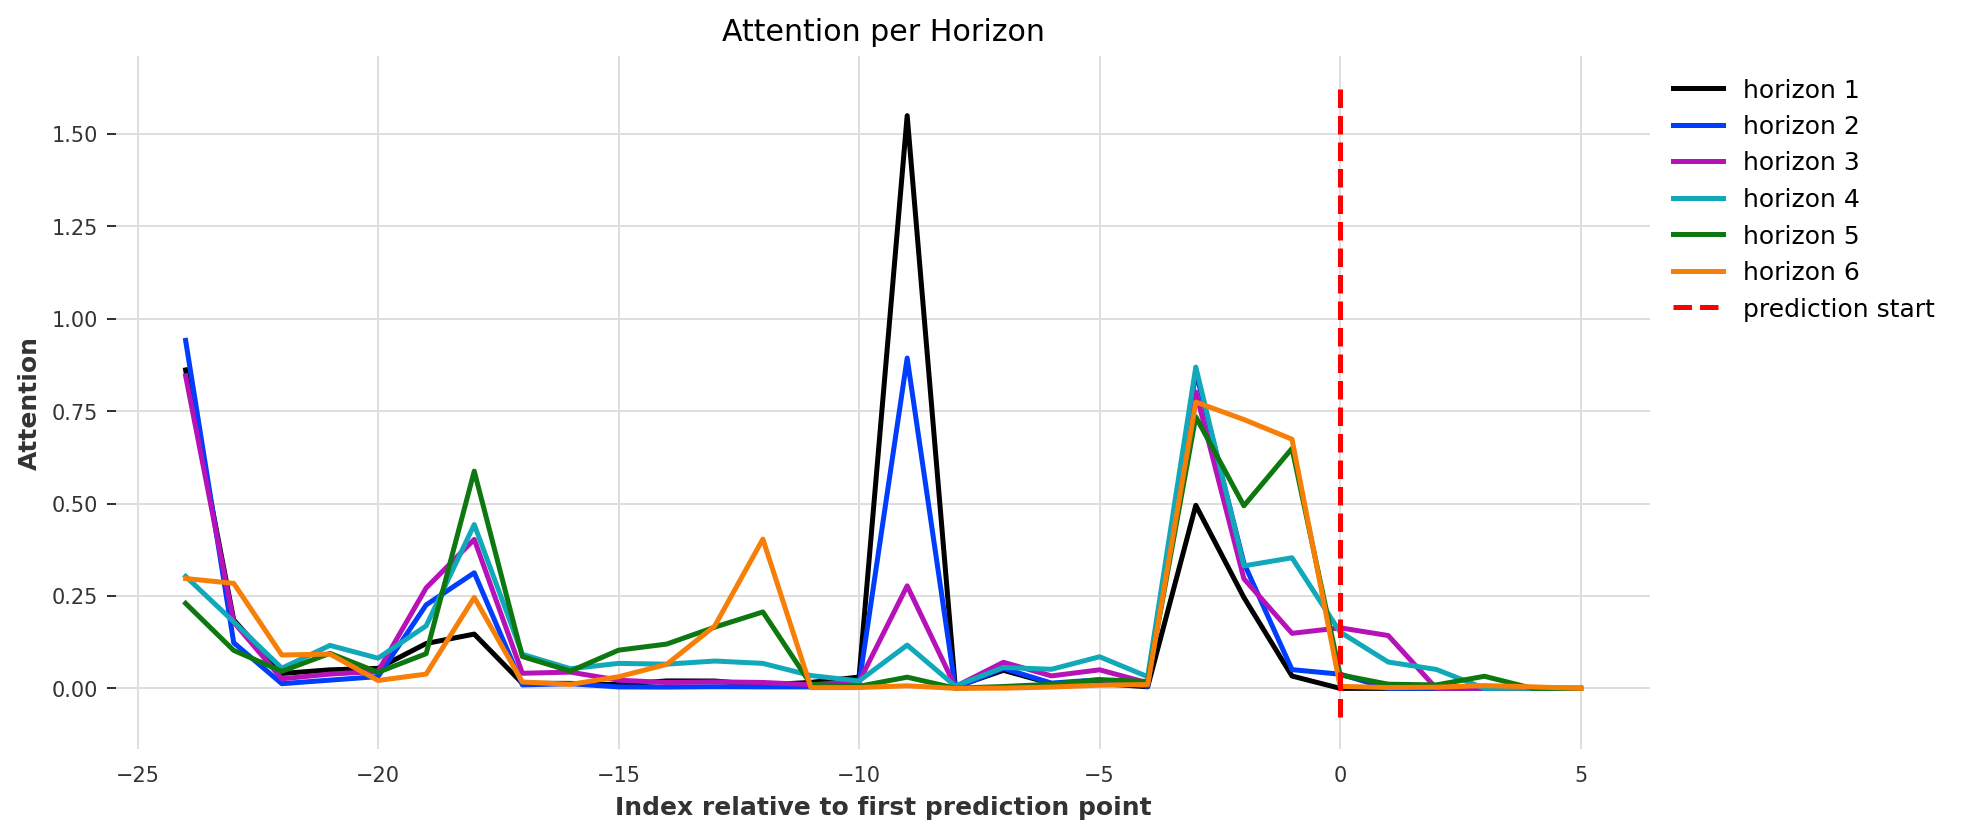 Attention per Horizon
Attention
1.50
1.25
1.00
0.75
0.50
0.25
0.00
−25
−20
−15
−10
−5
0
5
Index relative to first prediction point
horizon 1
horizon 2
horizon 3
horizon 4
horizon 5
horizon 6
prediction start